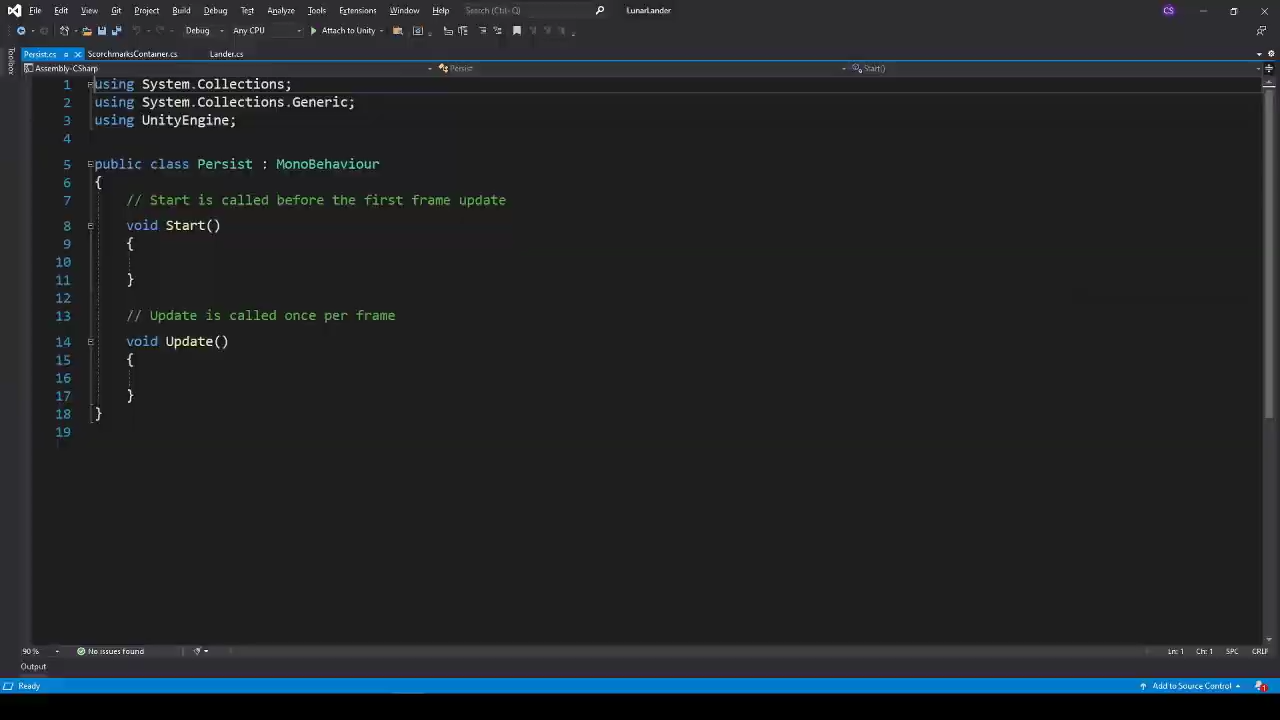 File Edit View Git Project Build Debug Test Analyze Tools Extensions Window Help Search (Ctrl+Q) LunarLander CS
Debug Any CPU Attach to Unity
Toolbox
Persist.cs ScorchmarksContainer.cs Lander.cs
Assembly-CSharp Persist Start()
1 using System.Collections;
2 using System.Collections.Generic;
3 using UnityEngine;
4
5 public class Persist : MonoBehaviour
6 {
7 // Start is called before the first frame update
8 void Start()
9 {
10
11 }
12
13 // Update is called once per frame
14 void Update()
15 {
16
17 }
18 }
19
90 % No issues found Ln: 1 Ch: 1 SPC CRLF
Output
Ready Add to Source Control 1